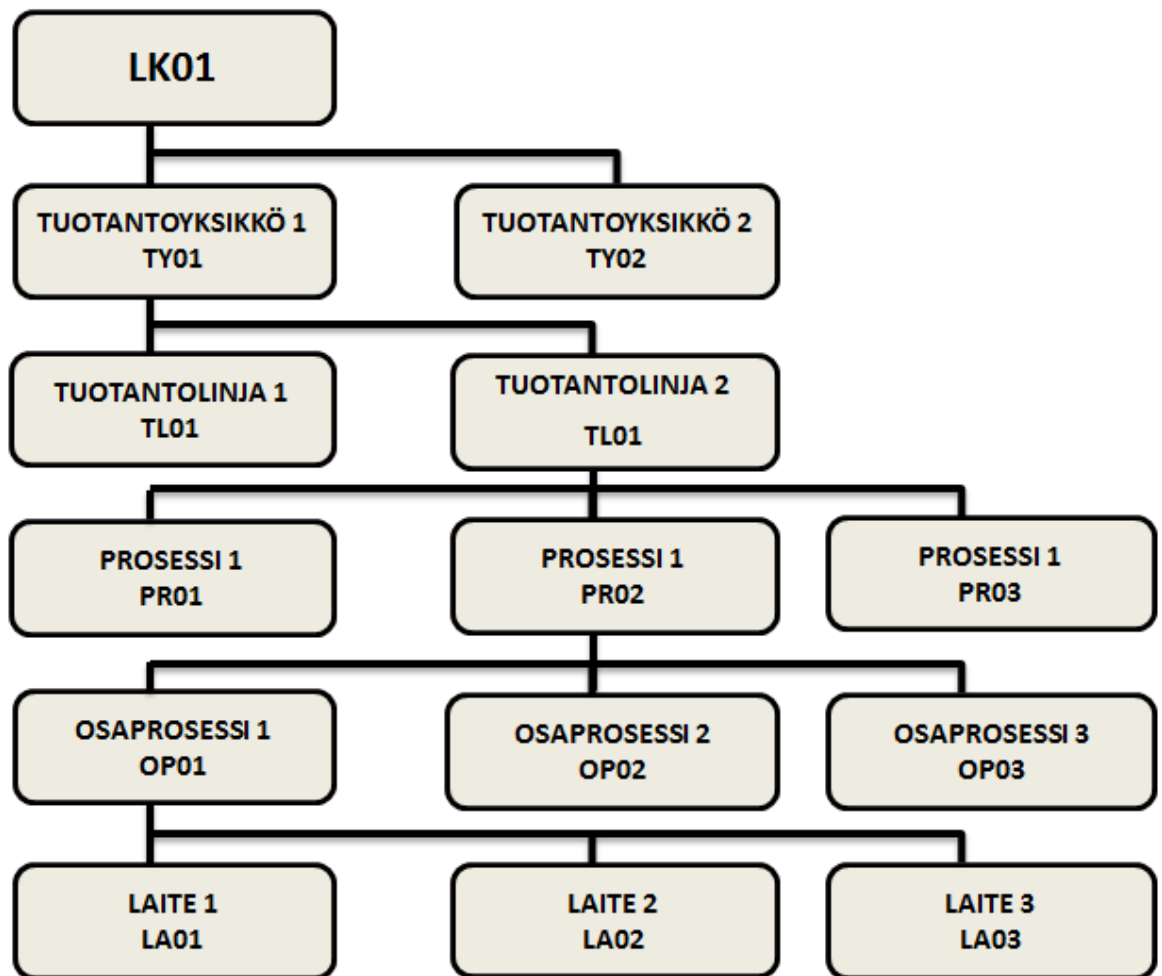 LK01
TUOTANTOYKSIKKÖ 1
TY01
TUOTANTOYKSIKKÖ 2
TY02
TUOTANTOLINJA 1
TL01
TUOTANTOLINJA 2
TL01
PROSESSI 1
PR01
PROSESSI 1
PR02
PROSESSI 1
PR03
OSAPROSESSI 1
OP01
OSAPROSESSI 2
OP02
OSAPROSESSI 3
OP03
LAITE 1
LA01
LAITE 2
LA02
LAITE 3
LA03